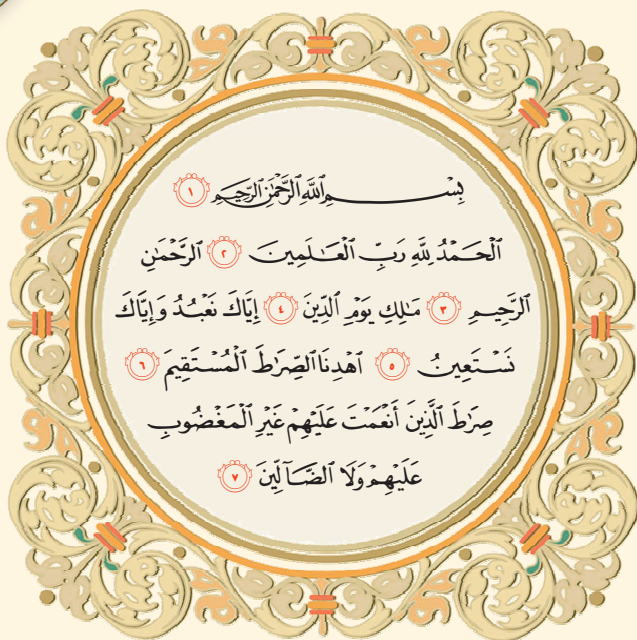 بِسْمِ ٱللَّهِ ٱلرَّحْمَٰنِ ٱلرَّحِيمِ ١
ٱلْحَمْدُ لِلَّهِ رَبِّ ٱلْعَٰلَمِينَ ٢ ٱلرَّحْمَٰنِ
ٱلرَّحِيمِ ٣ مَٰلِكِ يَوْمِ ٱلدِّينِ ٤ إِيَّاكَ نَعْبُدُ وَإِيَّاكَ
نَسْتَعِينُ ٥ ٱهْدِنَا ٱلصِّرَٰطَ ٱلْمُسْتَقِيمَ ٦
صِرَٰطَ ٱلَّذِينَ أَنْعَمْتَ عَلَيْهِمْ غَيْرِ ٱلْمَغْضُوبِ
عَلَيْهِمْ وَلَا ٱلضَّآلِّينَ ٧